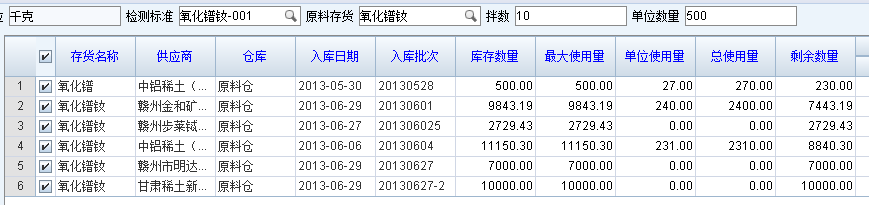 千克 检测标准 氧化镨钕-001 原料存货 氧化镨钕 拌数 10 单位数量 500
存货名称 供应商 仓库 入库日期 入库批次 库存数量 最大使用量 单位使用量 总使用量 剩余数量
1 氧化镨 中铝稀土（... 原料仓 2013-05-30 20130528 500.00 500.00 27.00 270.00 230.00
2 氧化镨钕 赣州金和矿... 原料仓 2013-06-29 20130601 9843.19 9843.19 240.00 2400.00 7443.19
3 氧化镨钕 赣州步莱铽... 原料仓 2013-06-27 201306025 2729.43 2729.43 0.00 0.00 2729.43
4 氧化镨钕 中铝稀土（... 原料仓 2013-06-06 20130604 11150.30 11150.30 231.00 2310.00 8840.30
5 氧化镨钕 赣州市明达... 原料仓 2013-06-29 20130627 7000.00 7000.00 0.00 0.00 7000.00
6 氧化镨钕 甘肃稀土新... 原料仓 2013-06-29 20130627-2 10000.00 10000.00 0.00 0.00 10000.00